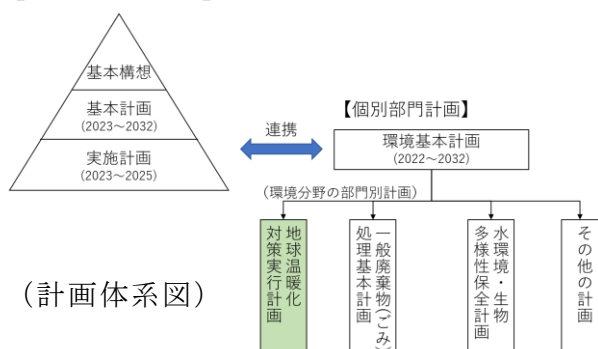 基本構想
基本計画
(2023～2032)
実施計画
(2023～2025)
連携
【個別部門計画】
環境基本計画
(2022～2032)
(環境分野の部門別計画)
地球温暖化
対策実行計画
一般廃棄物(ごみ)
処理基本計画
水環境・生物
多様性保全計画
その他の計画
(計画体系図)